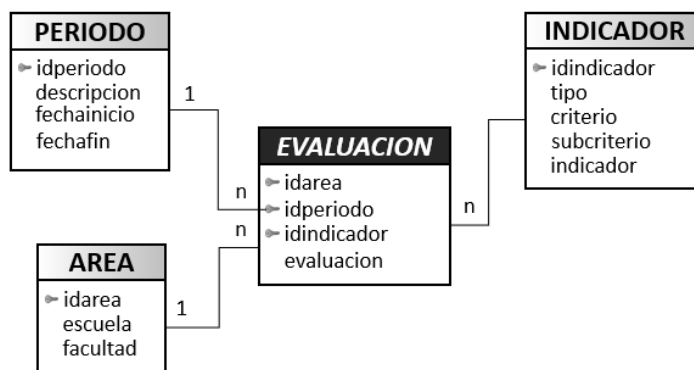 PERIODO
idperiodo
descripcion
fechainicio
fechafin
1
n
INDICADOR
idindicador
tipo
criterio
subcriterio
indicador
EVALUACION
idarea
idperiodo
idindicador
evaluacion
n
n
AREA
idarea
escuela
facultad
1